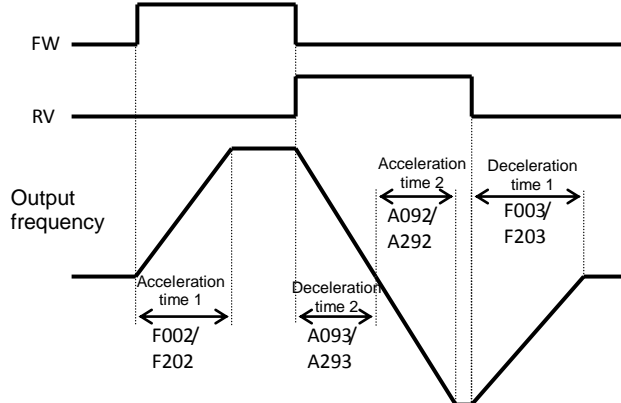 FW
RV
Output
frequency
Acceleration
time 2
A092/
A292
Deceleration
time 1
F003/
F203
Acceleration
time 1
F002/
F202
Deceleration
time 2
A093/
A293